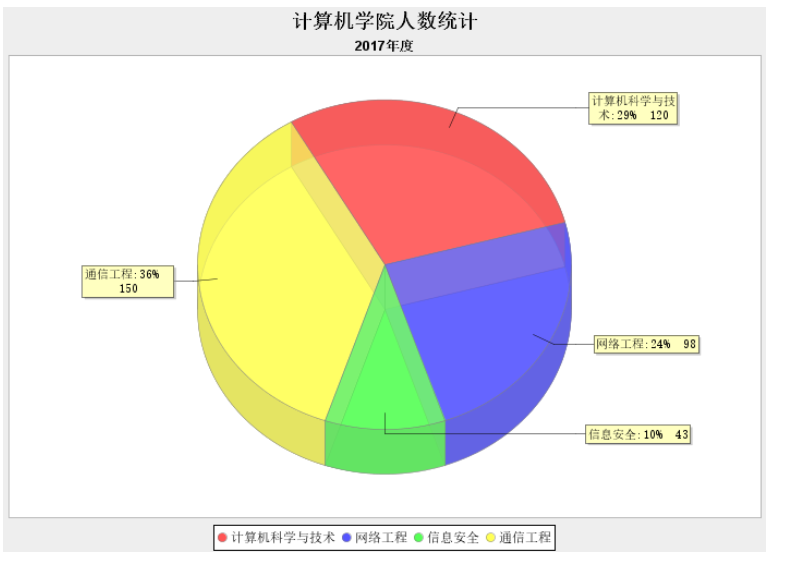 计算机学院人数统计
2017年度
计算机科学与技
术:29% 120
通信工程:36%
150
网络工程:24% 98
信息安全:10% 43
计算机科学与技术 网络工程 信息安全 通信工程